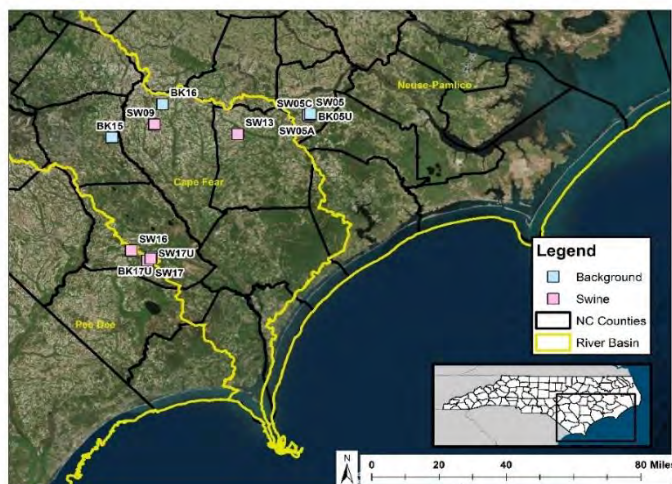 Neuse-Pamlico
BK16
SW05C SW05
SW09
BK05U
SW13
BK15
SW05A
Cape Fear
SW16
SW17U
BK17U SW17
Pee Dee
Legend
Background
Swine
NC Counties
River Basin
N
0 20 40 60 80 Miles